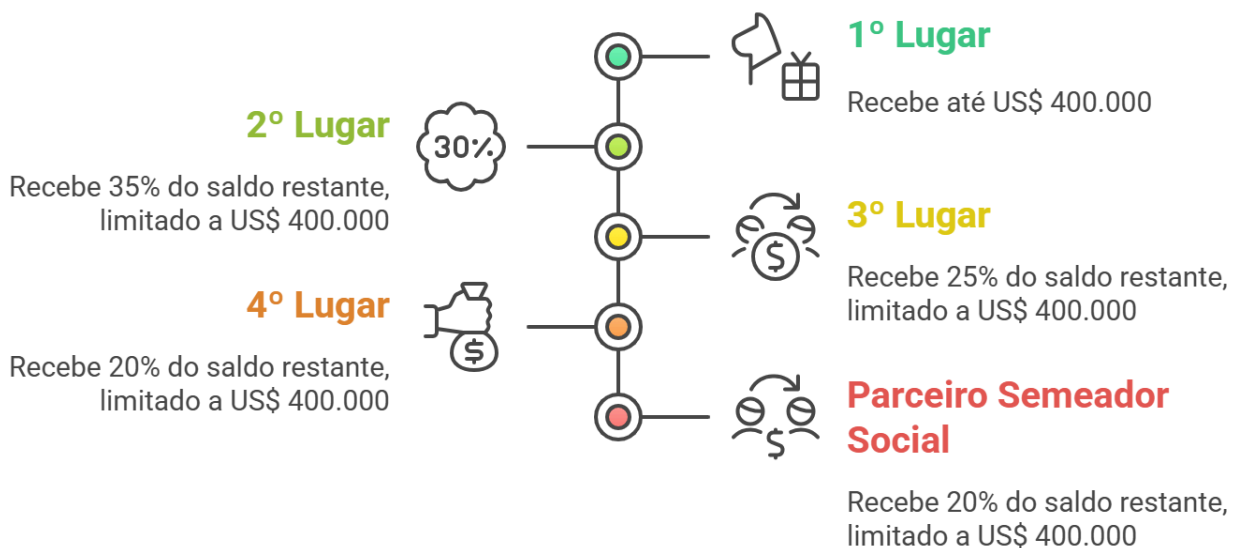 1º Lugar
Recebe até US$ 400.000
2º Lugar
30%
Recebe 35% do saldo restante,
limitado a US$ 400.000
3º Lugar
$
Recebe 25% do saldo restante,
limitado a US$ 400.000
4º Lugar
$
Recebe 20% do saldo restante,
limitado a US$ 400.000
Parceiro Semeador
Social
$
Recebe 20% do saldo restante,
limitado a US$ 400.000